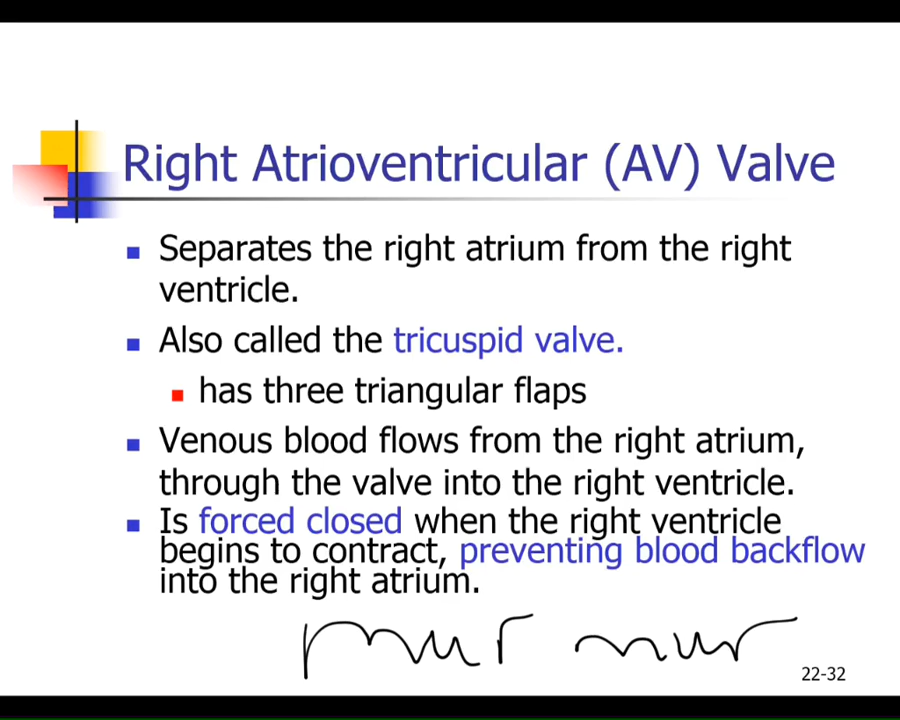 Right Atrioventricular (AV) Valve
Separates the right atrium from the right
ventricle.
Also called the tricuspid valve.
has three triangular flaps
Venous blood flows from the right atrium,
through the valve into the right ventricle.
Is forced closed when the right ventricle
begins to contract, preventing blood backflow
into the right atrium.
mur mur
22-32